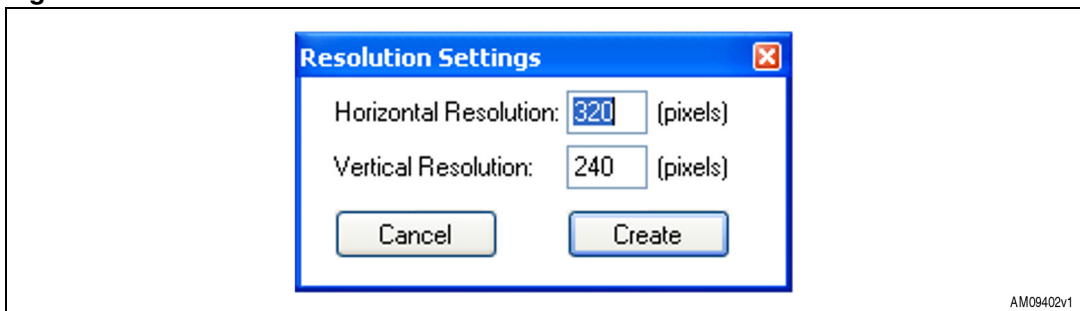 Resolution Settings
Horizontal Resolution: 320 (pixels)
Vertical Resolution: 240 (pixels)
Cancel Create
AM09402v1